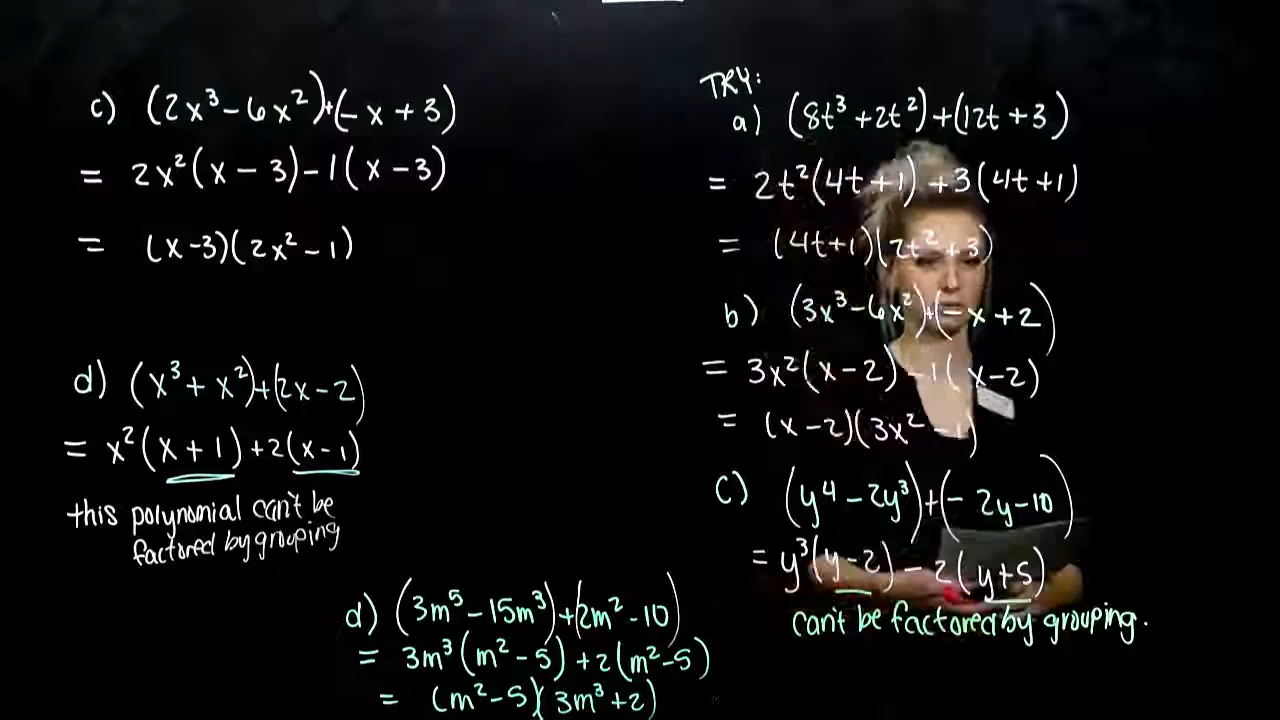 c) (2x³ - 6x²)+(- x + 3)
= 2x²(x - 3) - 1(x - 3)
= (x - 3)(2x² - 1)
d) (x³ + x²)+(2x - 2)
= x²(x + 1) + 2(x - 1)
this polynomial can't be
factored by grouping
TRY:
a) (8t³ + 2t²)+(12t + 3)
= 2t²(4t + 1) + 3(4t + 1)
= (4t + 1)(2t² + 3)
b) (3x³ - 6x²)+(- x + 2)
= 3x²(x - 2) - 1(x - 2)
= (x - 2)(3x² - 1)
c) (y⁴ - 2y³)+(- 2y - 10)
= y³(y - 2) - 2(y + 5)
can't be factored by grouping.
d) (3m⁵ - 15m³)+(2m² - 10)
= 3m³(m² - 5) + 2(m² - 5)
= (m² - 5)(3m³ + 2)